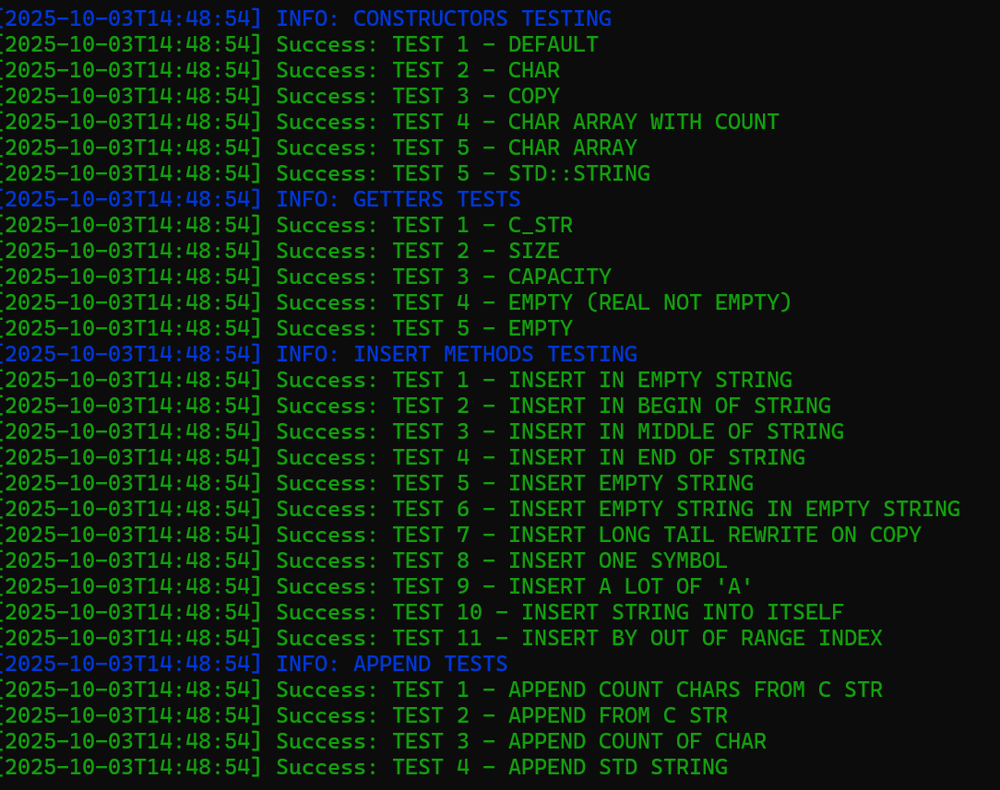 [2025-10-03T14:48:54] INFO: CONSTRUCTORS TESTING
[2025-10-03T14:48:54] Success: TEST 1 - DEFAULT
[2025-10-03T14:48:54] Success: TEST 2 - CHAR
[2025-10-03T14:48:54] Success: TEST 3 - COPY
[2025-10-03T14:48:54] Success: TEST 4 - CHAR ARRAY WITH COUNT
[2025-10-03T14:48:54] Success: TEST 5 - CHAR ARRAY
[2025-10-03T14:48:54] Success: TEST 5 - STD::STRING
[2025-10-03T14:48:54] INFO: GETTERS TESTS
[2025-10-03T14:48:54] Success: TEST 1 - C_STR
[2025-10-03T14:48:54] Success: TEST 2 - SIZE
[2025-10-03T14:48:54] Success: TEST 3 - CAPACITY
[2025-10-03T14:48:54] Success: TEST 4 - EMPTY (REAL NOT EMPTY)
[2025-10-03T14:48:54] Success: TEST 5 - EMPTY
[2025-10-03T14:48:54] INFO: INSERT METHODS TESTING
[2025-10-03T14:48:54] Success: TEST 1 - INSERT IN EMPTY STRING
[2025-10-03T14:48:54] Success: TEST 2 - INSERT IN BEGIN OF STRING
[2025-10-03T14:48:54] Success: TEST 3 - INSERT IN MIDDLE OF STRING
[2025-10-03T14:48:54] Success: TEST 4 - INSERT IN END OF STRING
[2025-10-03T14:48:54] Success: TEST 5 - INSERT EMPTY STRING
[2025-10-03T14:48:54] Success: TEST 6 - INSERT EMPTY STRING IN EMPTY STRING
[2025-10-03T14:48:54] Success: TEST 7 - INSERT LONG TAIL REWRITE ON COPY
[2025-10-03T14:48:54] Success: TEST 8 - INSERT ONE SYMBOL
[2025-10-03T14:48:54] Success: TEST 9 - INSERT A LOT OF 'A'
[2025-10-03T14:48:54] Success: TEST 10 - INSERT STRING INTO ITSELF
[2025-10-03T14:48:54] Success: TEST 11 - INSERT BY OUT OF RANGE INDEX
[2025-10-03T14:48:54] INFO: APPEND TESTS
[2025-10-03T14:48:54] Success: TEST 1 - APPEND COUNT CHARS FROM C STR
[2025-10-03T14:48:54] Success: TEST 2 - APPEND FROM C STR
[2025-10-03T14:48:54] Success: TEST 3 - APPEND COUNT OF CHAR
[2025-10-03T14:48:54] Success: TEST 4 - APPEND STD STRING